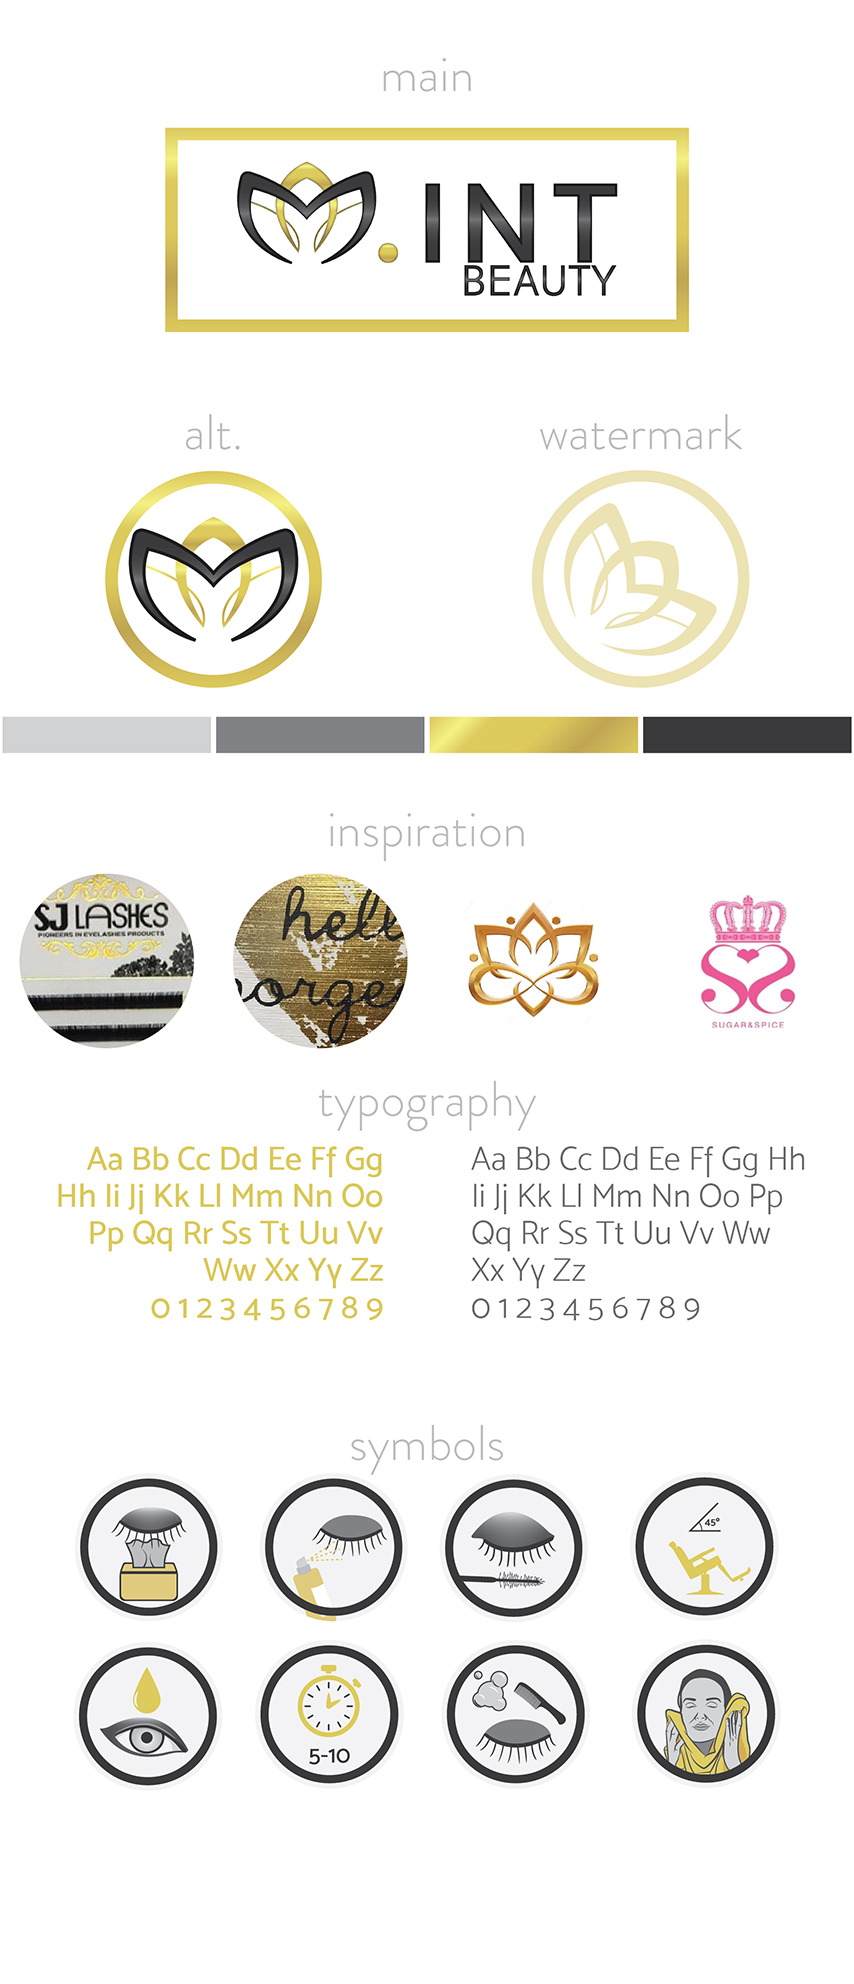 main
.INT
BEAUTY
alt.
watermark
inspiration
SJ LASHES
PIONEERS IN EYELASHES PRODUCTS
hell
orge
SUGAR&SPICE
typography
Aa Bb Cc Dd Ee Ff Gg
Hh Ii Jj Kk Ll Mm Nn Oo
Pp Qq Rr Ss Tt Uu Vv
Ww Xx Yy Zz
0 1 2 3 4 5 6 7 8 9
Aa Bb Cc Dd Ee Ff Gg Hh
Ii Jj Kk Ll Mm Nn Oo Pp
Qq Rr Ss Tt Uu Vv Ww
Xx Yy Zz
0 1 2 3 4 5 6 7 8 9
symbols
45°
5-10